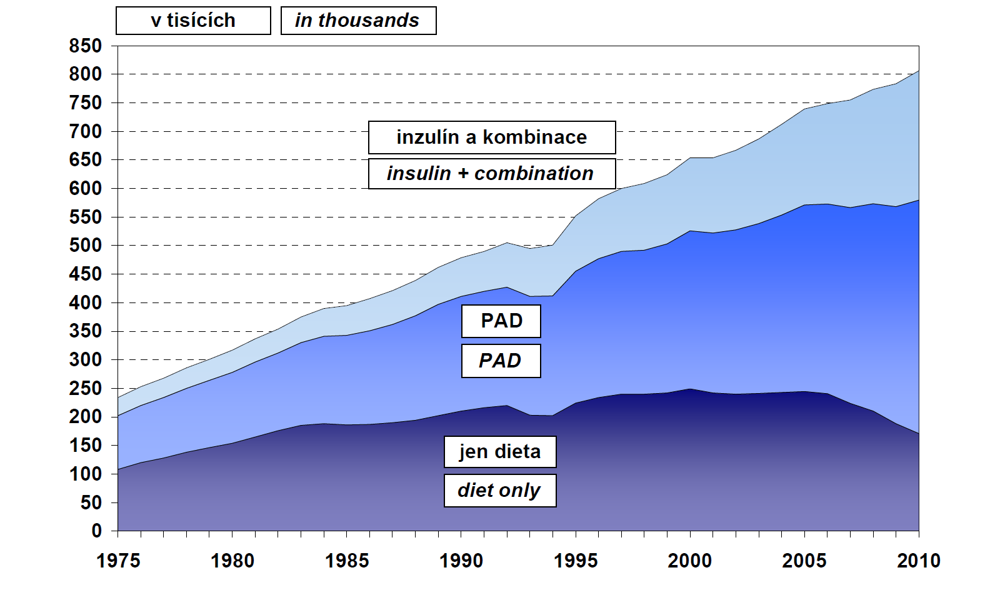 v tisících
in thousands
850
800
750
700
650
600
550
500
450
400
350
300
250
200
150
100
50
0
inzulín a kombinace
insulin + combination
PAD
PAD
jen dieta
diet only
1975 1980 1985 1990 1995 2000 2005 2010